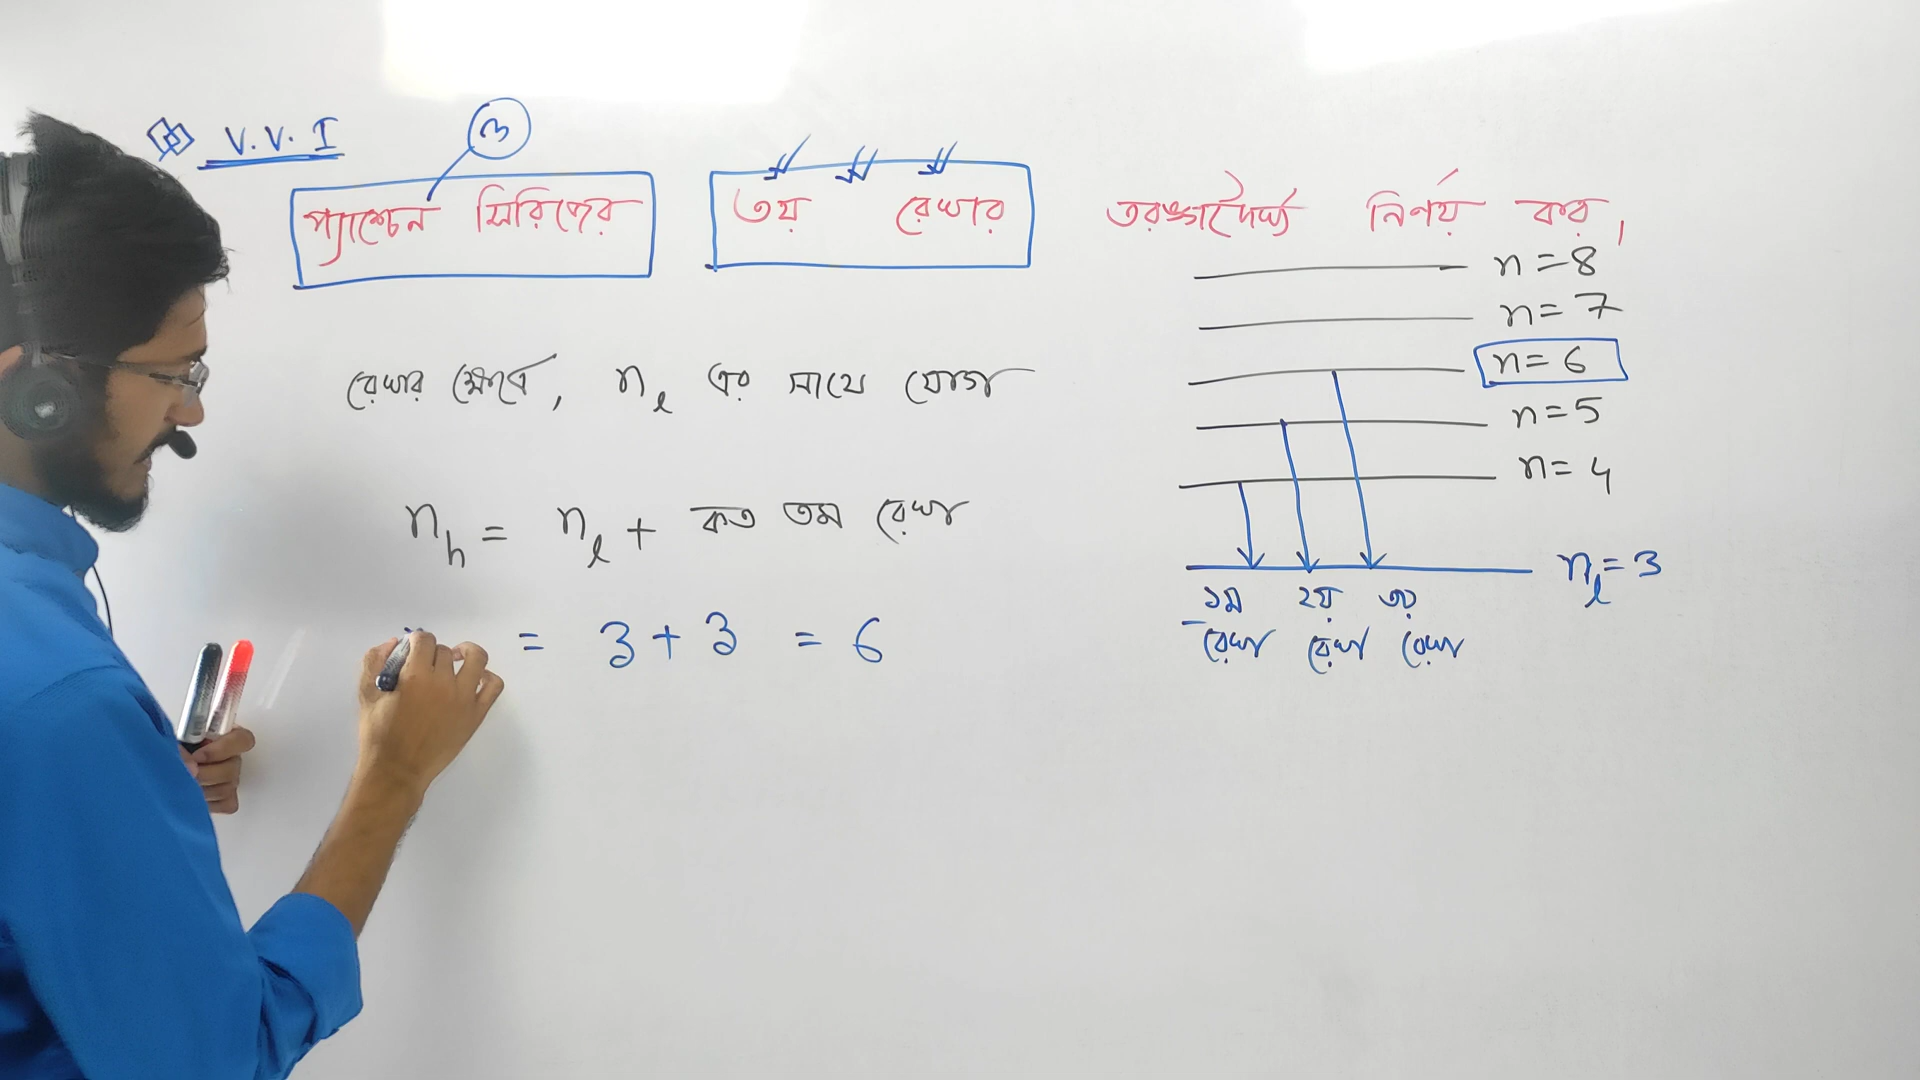 V. V. I
৩
প্যাশ্চেন সিরিজের ৩য় রেখার তরঙ্গদৈর্ঘ্য নির্ণয় কর,
n = 8
n = 7
n = 6
n = 5
n = 4
n_l = 3
১ম ২য় ৩য়
রেখা রেখা রেখা
রেখার ক্ষেত্রে, n_l এর সাথে যোগ
n_h = n_l + কত তম রেখা
= 3 + 3 = 6